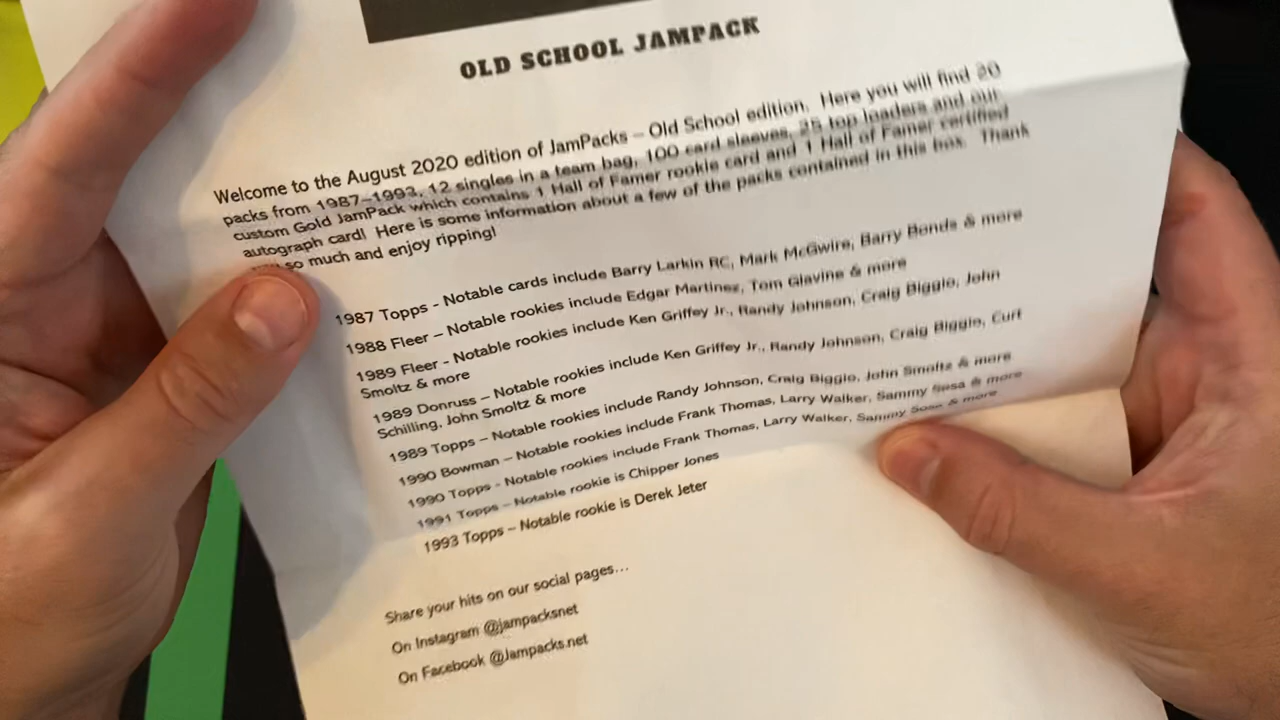 OLD SCHOOL JAMPACK
Welcome to the August 2020 edition of JamPacks – Old School edition. Here you will find 20
packs from 1987–1993, 12 singles in a team bag, 100 card sleeves, 25 top loaders and our
custom Gold JamPack which contains 1 Hall of Famer rookie card and 1 Hall of Famer certified
autograph card! Here is some information about a few of the packs contained in this box. Thank
so much and enjoy ripping!
1987 Topps - Notable cards include Barry Larkin RC, Mark McGwire, Barry Bonds & more
1988 Fleer – Notable rookies include Edgar Martinez, Tom Glavine & more
1989 Fleer - Notable rookies include Ken Griffey Jr., Randy Johnson, Craig Biggio, John
Smoltz & more
1989 Donruss – Notable rookies include Ken Griffey Jr., Randy Johnson, Craig Biggio, Curt
Schilling, John Smoltz & more
1989 Topps – Notable rookies include Randy Johnson, Craig Biggio, John Smoltz & more
1990 Bowman – Notable rookies include Frank Thomas, Larry Walker, Sammy Sosa & more
1990 Topps - Notable rookies include Frank Thomas, Larry Walker, Sammy Sosa & more
1991 Topps – Notable rookie is Chipper Jones
1993 Topps – Notable rookie is Derek Jeter
Share your hits on our social pages...
On Instagram @jampacksnet
On Facebook @Jampacks.net